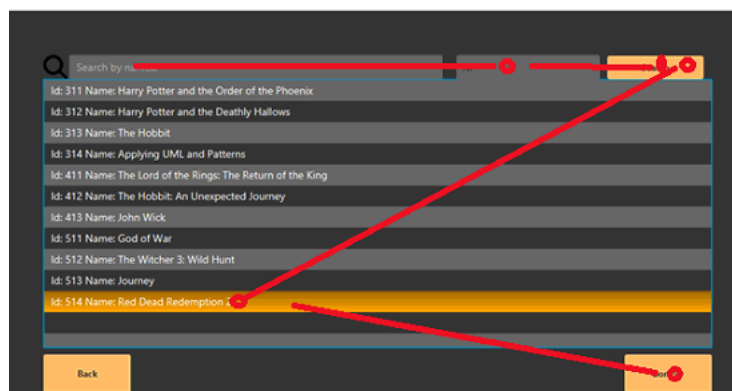 Search by
Id: 311 Name: Harry Potter and the Order of the Phoenix
Id: 312 Name: Harry Potter and the Deathly Hallows
Id: 313 Name: The Hobbit
Id: 314 Name: Applying UML and Patterns
Id: 411 Name: The Lord of the Rings: The Return of the King
Id: 412 Name: The Hobbit: An Unexpected Journey
Id: 413 Name: John Wick
Id: 511 Name: God of War
Id: 512 Name: The Witcher 3: Wild Hunt
Id: 513 Name: Journey
Id: 514 Name: Red Dead Redemption
Back